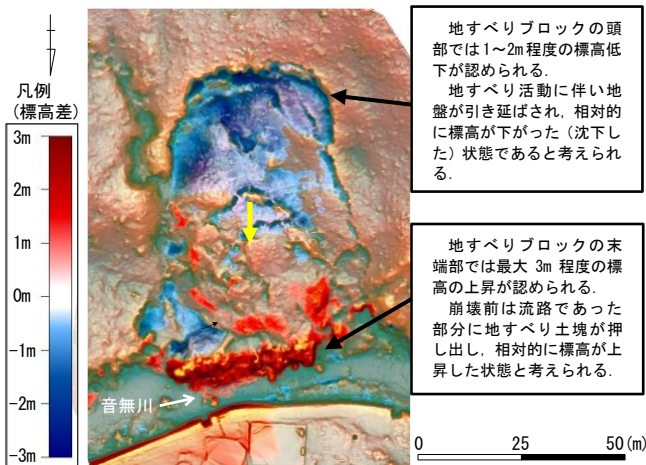 凡例
(標高差)
3m
2m
1m
0m
−1m
−2m
−3m
地すべりブロックの頭
部では1～2m程度の標高低
下が認められる.
地すべり活動に伴い地
盤が引き延ばされ,相対的
に標高が下がった(沈下し
た)状態であると考えられ
る.
地すべりブロックの末
端部では最大 3m 程度の標
高の上昇が認められる.
崩壊前は流路であった
部分に地すべり土塊が押
し出し,相対的に標高が上
昇した状態と考えられる.
音無川
0 25 50(m)